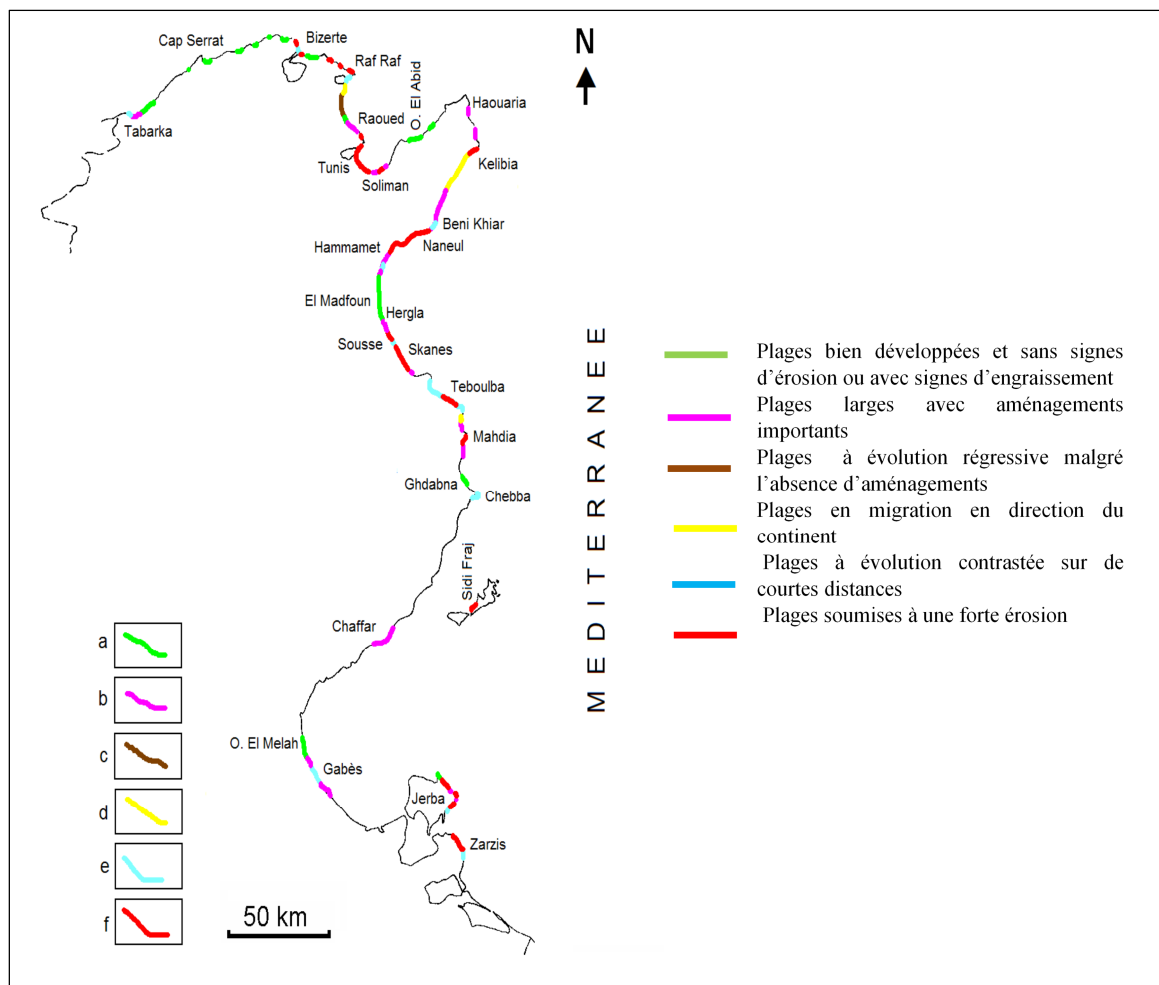 Cap Serrat
Bizerte
Raf Raf
O. El Abid
Haouaria
Tabarka
Raoued
Tunis
Soliman
Kelibia
Beni Khiar
Naneul
Hammamet
El Madfoun
Hergla
Sousse
Skanes
Teboulba
Mahdia
Ghdabna
Chebba
Sidi Fraj
Chaffar
O. El Melah
Gabès
Jerba
Zarzis
N
MEDITERRANEE
Plages bien développées et sans signes
d’érosion ou avec signes d’engraissement
Plages larges avec aménagements
importants
Plages à évolution régressive malgré
l’absence d’aménagements
Plages en migration en direction du
continent
Plages à évolution contrastée sur de
courtes distances
Plages soumises à une forte érosion
a
b
c
d
e
f
50 km